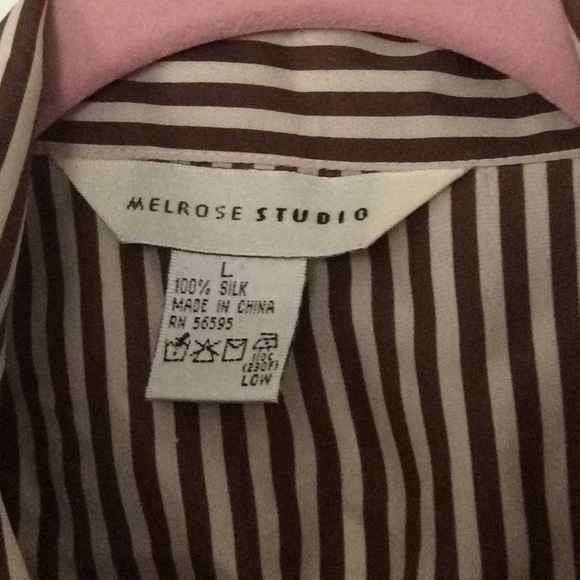 MELROSE STUDIO
L
100% SILK
MADE IN CHINA
RN 56595
110C
(230F)
LOW